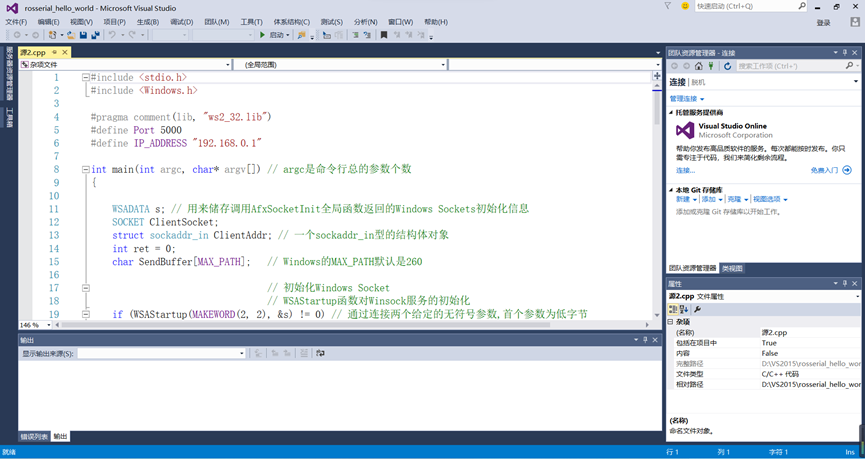 rosserial_hello_world - Microsoft Visual Studio
快速启动 (Ctrl+Q)
文件(F) 编辑(E) 视图(V) 项目(P) 生成(B) 调试(D) 团队(M) 工具(T) 体系结构(C) 测试(S) 分析(N) 窗口(W) 帮助(H)
登录
启动
服务器资源管理器
工具箱
源2.cpp
杂项文件
(全局范围)
1 #include <stdio.h>
2 #include <Windows.h>
3
4 #pragma comment(lib, "ws2_32.lib")
5 #define Port 5000
6 #define IP_ADDRESS "192.168.0.1"
7
8 int main(int argc, char* argv[]) // argc是命令行总的参数个数
9 {
10
11 WSADATA s; // 用来储存调用AfxSocketInit全局函数返回的Windows Sockets初始化信息
12 SOCKET ClientSocket;
13 struct sockaddr_in ClientAddr; // 一个sockaddr_in型的结构体对象
14 int ret = 0;
15 char SendBuffer[MAX_PATH]; // Windows的MAX_PATH默认是260
16
17 // 初始化Windows Socket
18 // WSAStartup函数对Winsock服务的初始化
19 if (WSAStartup(MAKEWORD(2, 2), &s) != 0) // 通过连接两个给定的无符号参数,首个参数为低字节
146 %
输出
显示输出来源(S):
错误列表 输出
团队资源管理器 - 连接
搜索工作项 (Ctrl+')
连接 | 脱机
管理连接
托管服务提供商
Visual Studio Online
Microsoft Corporation
帮助你发布高品质软件的服务。每次都能按时发布。你只
需专注于代码，我们来简化剩余流程。
连接... 免费入门
本地 Git 存储库
新建 | 添加 | 克隆 | 视图选项
添加或克隆 Git 存储库以开始工作。
团队资源管理器 类视图
属性
源2.cpp 文件属性
杂项
(名称) 源2.cpp
包括在项目中 True
内容 False
完整路径 D:\VS2015\rosserial_hello_wor
文件类型 C/C++ 代码
相对路径 D:\VS2015\rosserial_hello_wor
(名称)
命名文件对象。
就绪 行 1 列 1 字符 1 Ins